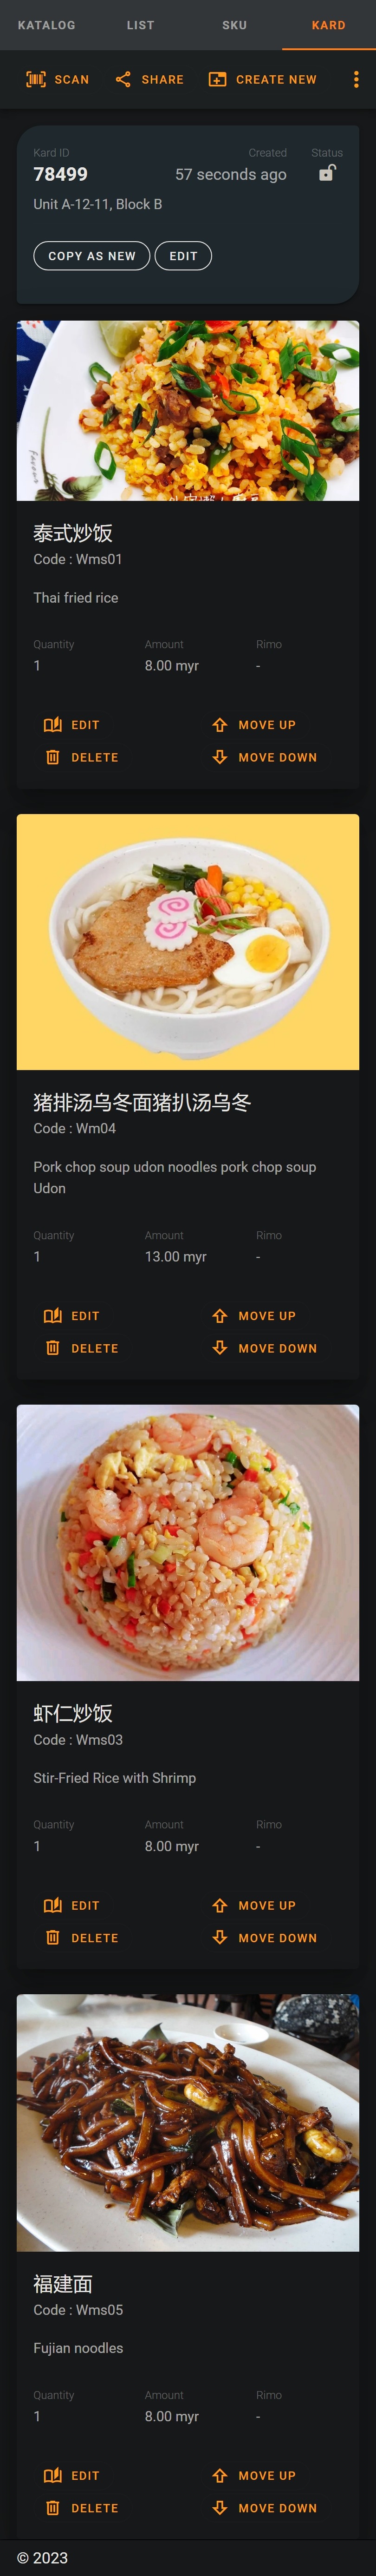 KATALOG LIST SKU KARD
SCAN SHARE CREATE NEW
Kard ID Created Status
78499 57 seconds ago
Unit A-12-11, Block B
COPY AS NEW EDIT
泰式炒饭
Code : Wms01
Thai fried rice
Quantity Amount Rimo
1 8.00 myr -
EDIT MOVE UP
DELETE MOVE DOWN
猪排汤乌冬面猪扒汤乌冬
Code : Wm04
Pork chop soup udon noodles pork chop soup
Udon
Quantity Amount Rimo
1 13.00 myr -
EDIT MOVE UP
DELETE MOVE DOWN
虾仁炒饭
Code : Wms03
Stir-Fried Rice with Shrimp
Quantity Amount Rimo
1 8.00 myr -
EDIT MOVE UP
DELETE MOVE DOWN
福建面
Code : Wms05
Fujian noodles
Quantity Amount Rimo
1 8.00 myr -
EDIT MOVE UP
DELETE MOVE DOWN
© 2023